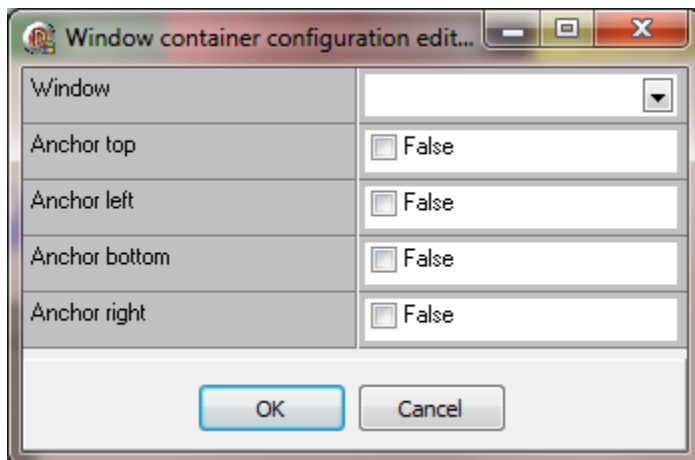 Window container configuration edit...
Window
Anchor top False
Anchor left False
Anchor bottom False
Anchor right False
OK Cancel